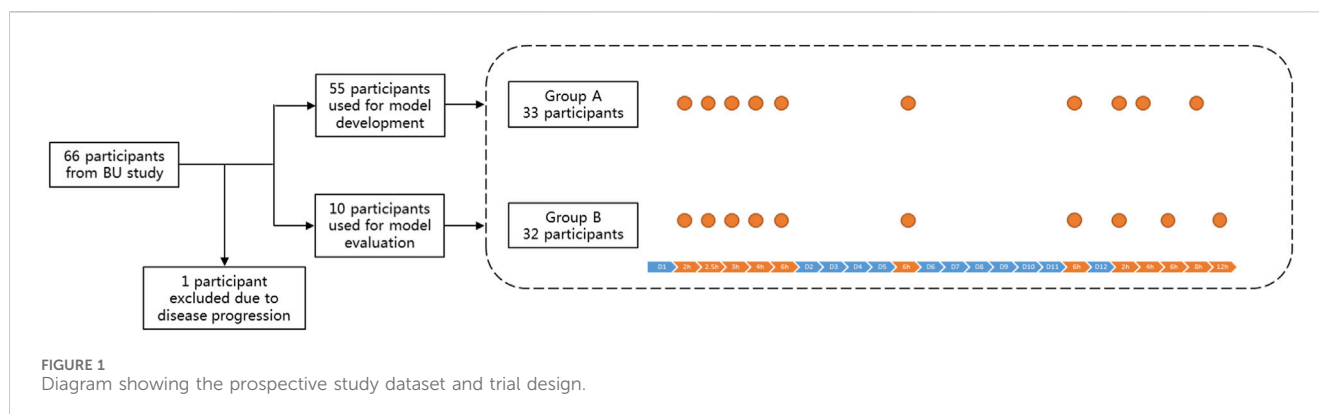 66 participants
from BU study
55 participants
used for model
development
10 participants
used for model
evaluation
1 participant
excluded due to
disease progression
Group A
33 participants
Group B
32 participants
D1 2h 2.5h 3h 4h 6h D2 D3 D4 D5 6h D6 D7 D8 D9 D10 D11 6h D12 2h 4h 6h 8h 12h
FIGURE 1
Diagram showing the prospective study dataset and trial design.